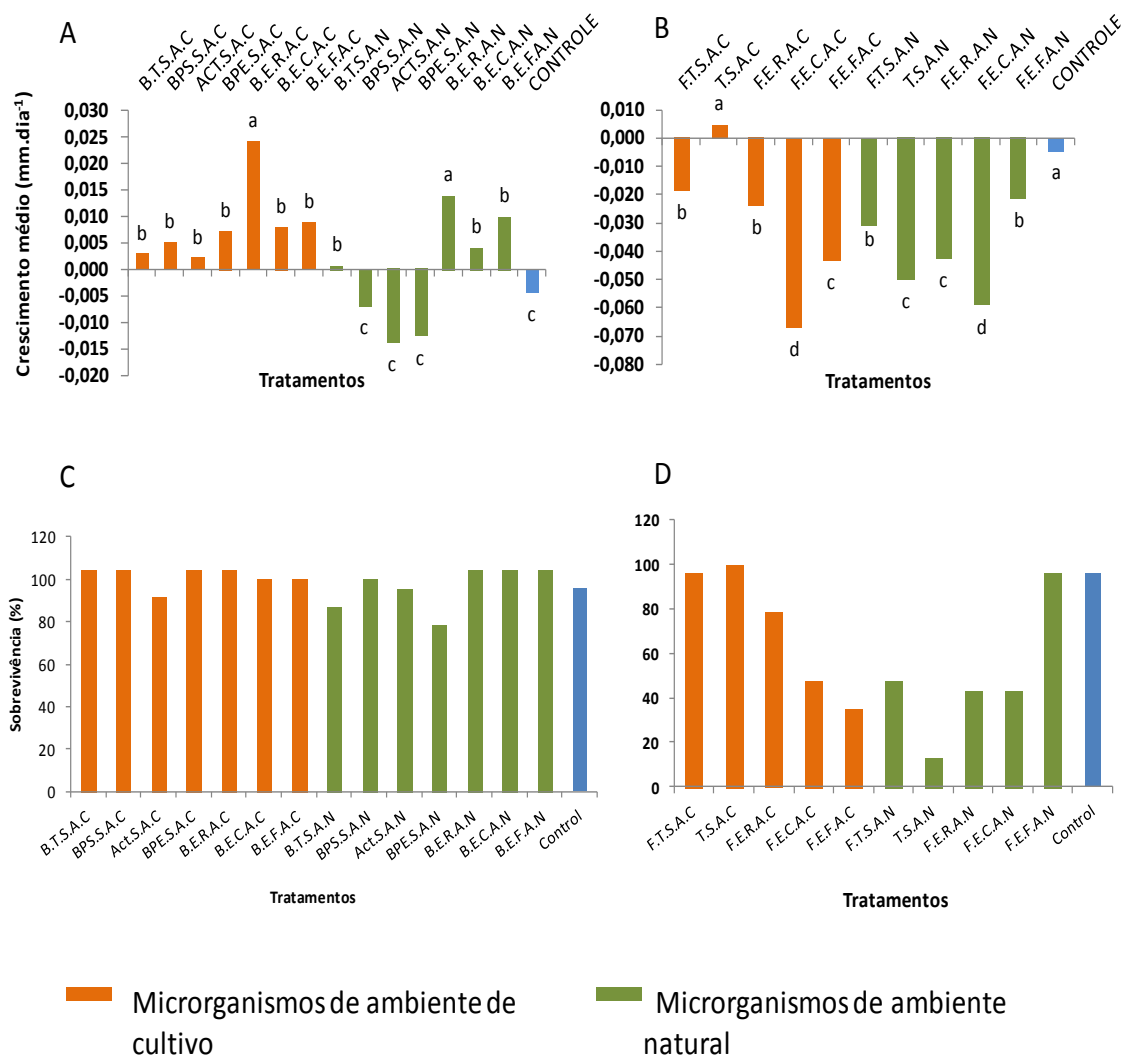 A
B.T.S.A.C
BPS.S.A.C
ACT.S.A.C
BPE.S.A.C
B.E.R.A.C
B.E.C.A.C
B.E.F.A.C
B.T.S.A.N
BPS.S.A.N
ACT.S.A.N
BPE.S.A.N
B.E.R.A.N
B.E.C.A.N
B.E.F.A.N
CONTROLE
Crescimento médio (mm.dia-1)
0,030
0,025
0,020
0,015
0,010
0,005
0,000
-0,005
-0,010
-0,015
-0,020
b
b
b
b
a
b
b
b
c
c
c
a
b
b
c
Tratamentos
B
F.T.S.A.C
T.S.A.C
F.E.R.A.C
F.E.C.A.C
F.E.F.A.C
F.T.S.A.N
T.S.A.N
F.E.R.A.N
F.E.C.A.N
F.E.F.A.N
CONTROLE
0,010
0,000
-0,010
-0,020
-0,030
-0,040
-0,050
-0,060
-0,070
-0,080
b
a
b
d
c
b
c
c
d
b
a
Tratamentos
C
Sobrevivência (%)
120
100
80
60
40
20
0
B.T.S.A.C
BPS.S.A.C
Act.S.A.C
BPE.S.A.C
B.E.R.A.C
B.E.C.A.C
B.E.F.A.C
B.T.S.A.N
BPS.S.A.N
Act.S.A.N
BPE.S.A.N
B.E.R.A.N
B.E.C.A.N
B.E.F.A.N
Control
Tratamentos
D
120
100
80
60
40
20
0
F.T.S.A.C
T.S.A.C
F.E.R.A.C
F.E.C.A.C
F.E.F.A.C
F.T.S.A.N
T.S.A.N
F.E.R.A.N
F.E.C.A.N
F.E.F.A.N
Control
Tratamentos
Microrganismos de ambiente de
cultivo
Microrganismos de ambiente
natural